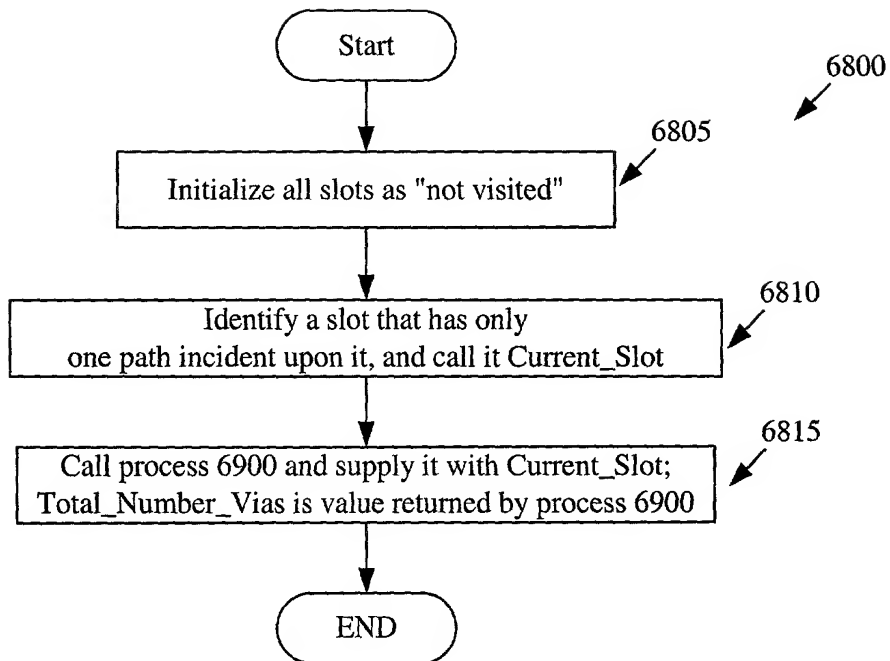 Start
6800
6805
Initialize all slots as "not visited"
6810
Identify a slot that has only
one path incident upon it, and call it Current_Slot
6815
Call process 6900 and supply it with Current_Slot;
Total_Number_Vias is value returned by process 6900
END